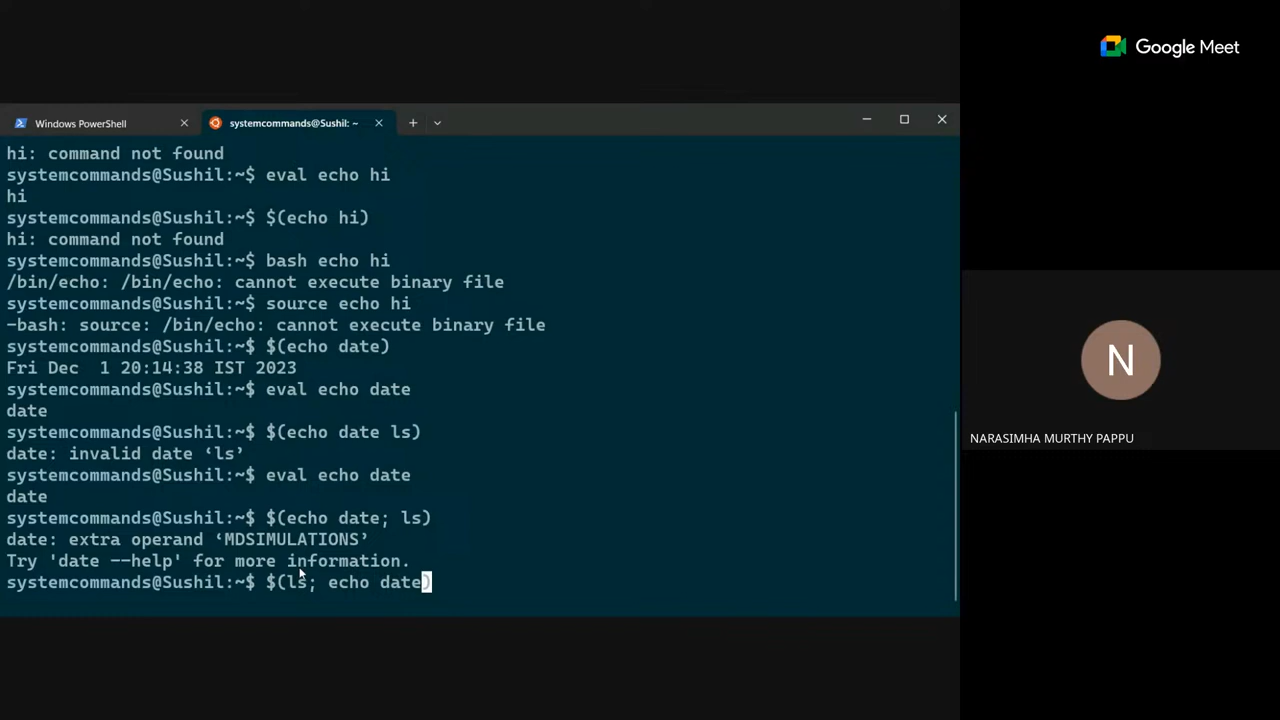 Google Meet
Windows PowerShell
systemcommands@Sushil: ~
hi: command not found
systemcommands@Sushil:~$ eval echo hi
hi
systemcommands@Sushil:~$ $(echo hi)
hi: command not found
systemcommands@Sushil:~$ bash echo hi
/bin/echo: /bin/echo: cannot execute binary file
systemcommands@Sushil:~$ source echo hi
-bash: source: /bin/echo: cannot execute binary file
systemcommands@Sushil:~$ $(echo date)
Fri Dec  1 20:14:38 IST 2023
systemcommands@Sushil:~$ eval echo date
date
systemcommands@Sushil:~$ $(echo date ls)
date: invalid date ‘ls’
systemcommands@Sushil:~$ eval echo date
date
systemcommands@Sushil:~$ $(echo date; ls)
date: extra operand ‘MDSIMULATIONS’
Try 'date --help' for more information.
systemcommands@Sushil:~$ $(ls; echo date)
N
NARASIMHA MURTHY PAPPU